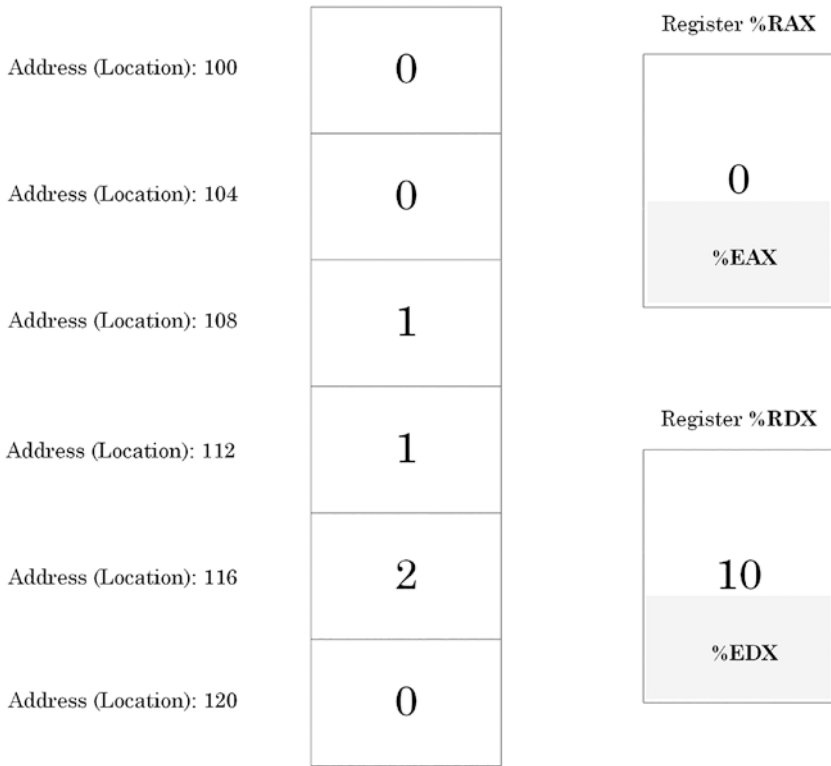 Register %RAX
Address (Location): 100
0
Address (Location): 104
0
0
%EAX
Address (Location): 108
1
Register %RDX
Address (Location): 112
1
Address (Location): 116
2
10
%EDX
Address (Location): 120
0